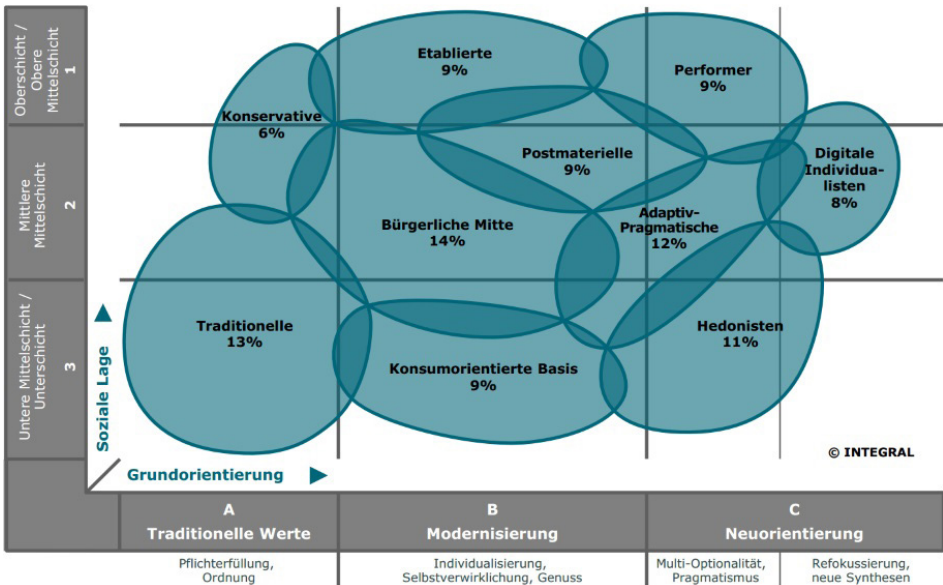 Oberschicht /
Obere
Mittelschicht
1
Mittlere
Mittelschicht
2
Untere Mittelschicht /
Unterschicht
3
Soziale Lage
Etablierte
9%
Performer
9%
Konservative
6%
Postmaterielle
9%
Digitale
Individua-
listen
8%
Bürgerliche Mitte
14%
Adaptiv-
Pragmatische
12%
Traditionelle
13%
Konsumorientierte Basis
9%
Hedonisten
11%
© INTEGRAL
Grundorientierung
A
Traditionelle Werte
B
Modernisierung
C
Neuorientierung
Pflichterfüllung,
Ordnung
Individualisierung,
Selbstverwirklichung, Genuss
Multi-Optionalität,
Pragmatismus
Refokussierung,
neue Synthesen